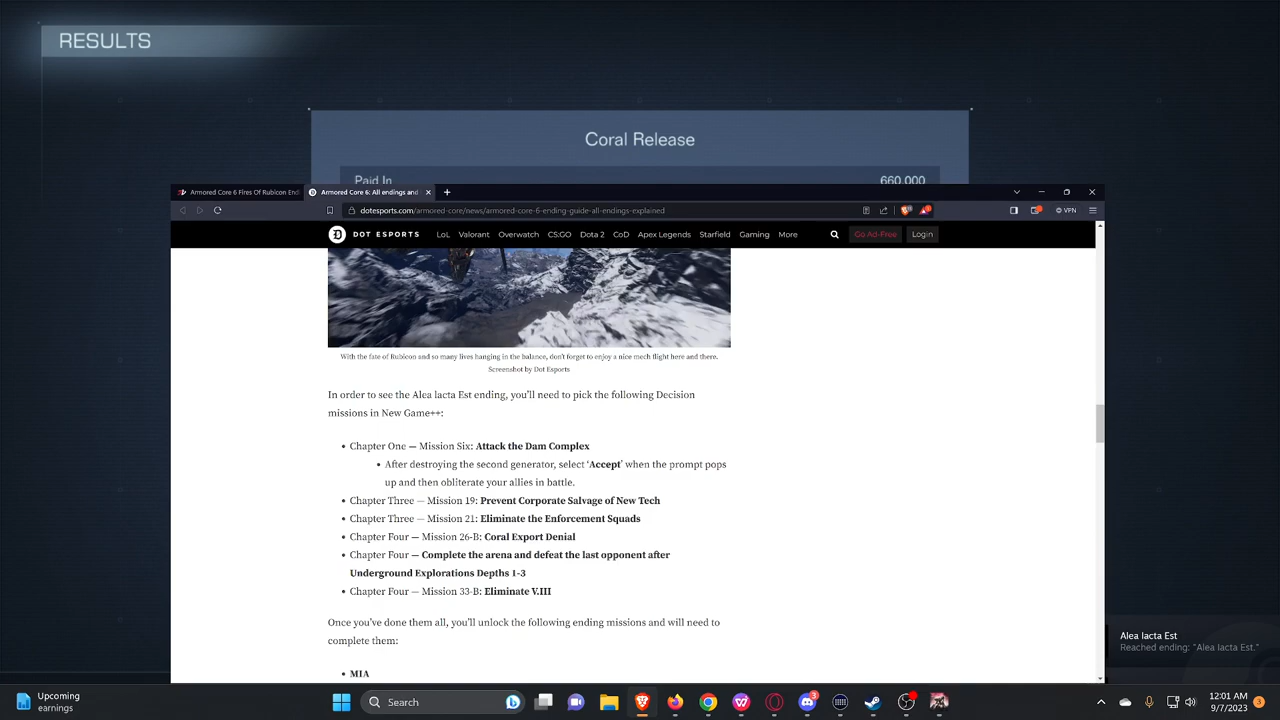 RESULTS
Coral Release
Paid In 660,000
Armored Core 6 Fires Of Rubicon End
Armored Core 6: All endings and
dotesports.com/armored-core/news/armored-core-6-ending-guide-all-endings-explained
VPN
DOT ESPORTS LoL Valorant Overwatch CS:GO Dota 2 CoD Apex Legends Starfield Gaming More Go Ad-Free Login
With the fate of Rubicon and so many lives hanging in the balance, don't forget to enjoy a nice mech flight here and there.
Screenshot by Dot Esports
In order to see the Alea lacta Est ending, you'll need to pick the following Decision
missions in New Game++:
• Chapter One — Mission Six: Attack the Dam Complex
• After destroying the second generator, select 'Accept' when the prompt pops
up and then obliterate your allies in battle.
• Chapter Three — Mission 19: Prevent Corporate Salvage of New Tech
• Chapter Three — Mission 21: Eliminate the Enforcement Squads
• Chapter Four — Mission 26-B: Coral Export Denial
• Chapter Four — Complete the arena and defeat the last opponent after
Underground Explorations Depths 1-3
• Chapter Four — Mission 33-B: Eliminate V.III
Once you've done them all, you'll unlock the following ending missions and will need to
complete them:
• MIA
Alea Iacta Est
Reached ending: "Alea Iacta Est."
Upcoming
earnings
Search
3
12:01 AM
9/7/2023
3